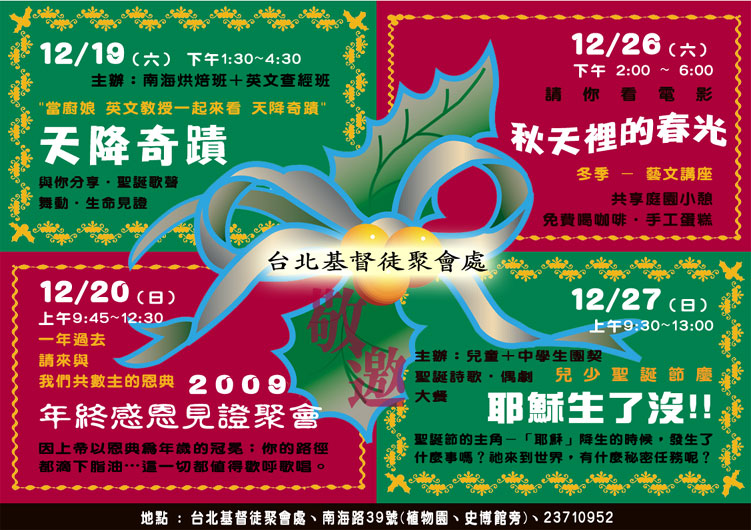 12/19(六) 下午1:30~4:30
主辦：南海烘焙班＋英文查經班
"當廚娘 英文教授一起來看 天降奇蹟"
天降奇蹟
與你分享・聖誕歌聲
舞動・生命見證
12/26(六)
下午 2:00 ~ 6:00
請你看電影
秋天裡的春光
冬季 － 藝文講座
共享庭園小憩
免費喝咖啡・手工蛋糕
台北基督徒聚會處
敬邀
12/20(日)
上午9:45~12:30
一年過去
請來與
我們共數主的恩典 2009
年終感恩見證聚會
因上帝以恩典為年歲的冠冕；你的路徑
都滴下脂油…這一切都值得歡呼歌唱。
12/27(日)
上午9:30~13:00
主辦：兒童＋中學生團契
聖誕詩歌・偶劇 兒少聖誕節慶
大餐
耶穌生了沒!!
聖誕節的主角－「耶穌」降生的時候，發生了
什麼事嗎？祂來到世界，有什麼秘密任務呢？
地點 : 台北基督徒聚會處、南海路39號(植物園、史博館旁)、23710952